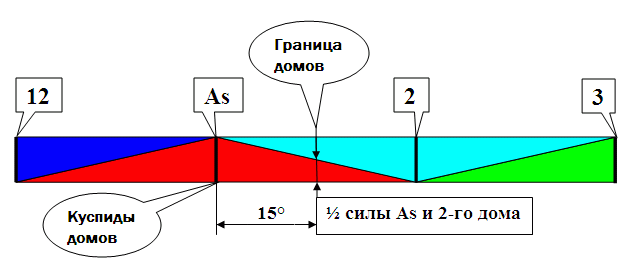 Граница
домов
12
As
2
3
Куспиды
домов
15°
½ силы As и 2-го дома